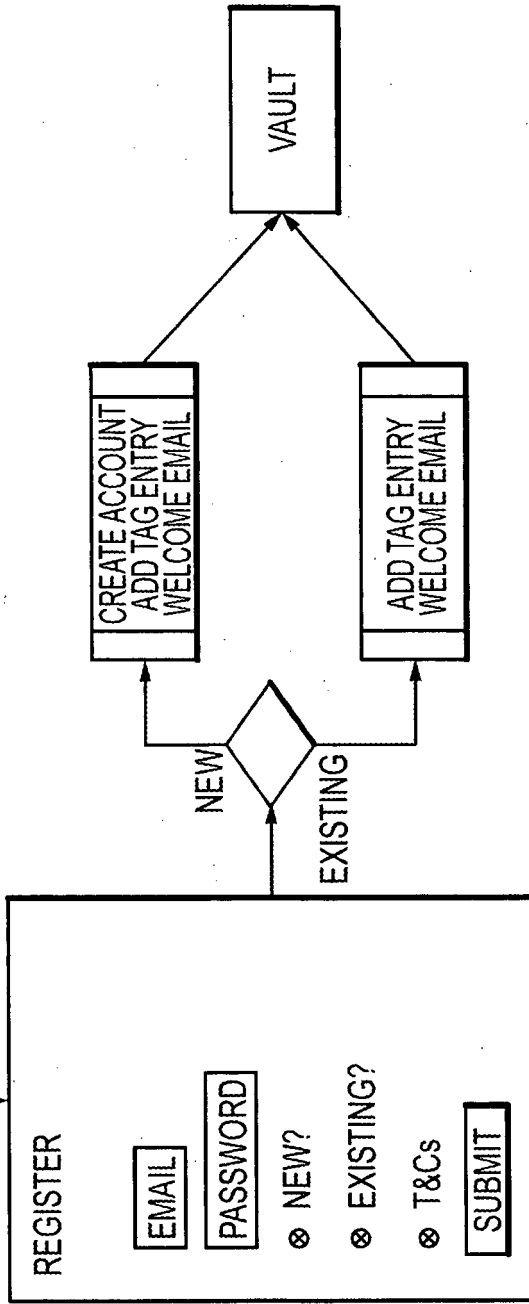 REGISTER
EMAIL
PASSWORD
⊗ NEW?
⊗ EXISTING?
⊗ T&Cs
SUBMIT
NEW
EXISTING
CREATE ACCOUNT
ADD TAG ENTRY
WELCOME EMAIL
ADD TAG ENTRY
WELCOME EMAIL
VAULT